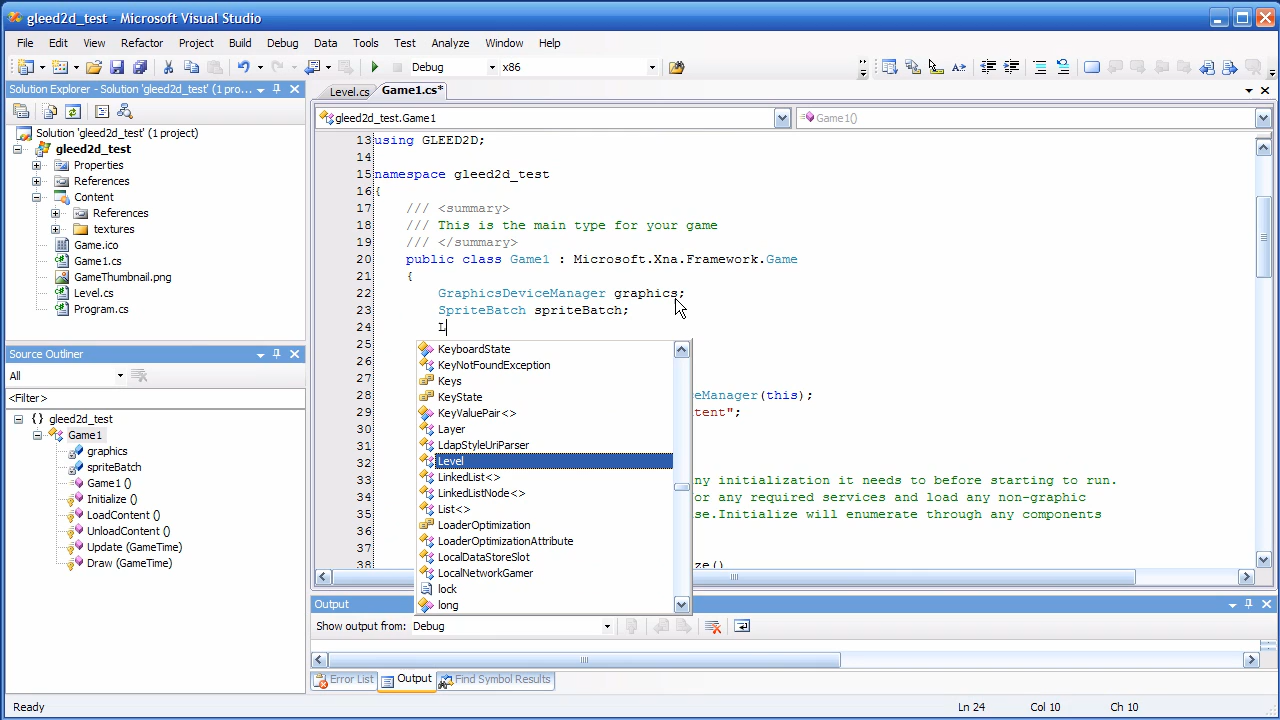 gleed2d_test - Microsoft Visual Studio
File Edit View Refactor Project Build Debug Data Tools Test Analyze Window Help
Debug x86
Solution Explorer - Solution 'gleed2d_test' (1 pro...
Solution 'gleed2d_test' (1 project)
gleed2d_test
Properties
References
Content
References
textures
Game.ico
Game1.cs
GameThumbnail.png
Level.cs
Program.cs
Source Outliner
All
<Filter>
{} gleed2d_test
Game1
graphics
spriteBatch
Game1 ()
Initialize ()
LoadContent ()
UnloadContent ()
Update (GameTime)
Draw (GameTime)
Level.cs Game1.cs*
gleed2d_test.Game1 Game1()
13 using GLEED2D;
14
15 namespace gleed2d_test
16 {
17 /// <summary>
18 /// This is the main type for your game
19 /// </summary>
20 public class Game1 : Microsoft.Xna.Framework.Game
21 {
22 GraphicsDeviceManager graphics;
23 SpriteBatch spriteBatch;
24 L
25
26
27
28 eManager(this);
29 tent";
30
31
32
33 ny initialization it needs to before starting to run.
34 or any required services and load any non-graphic
35 se.Initialize will enumerate through any components
36
37
38 ze()
KeyboardState
KeyNotFoundException
Keys
KeyState
KeyValuePair<>
Layer
LdapStyleUriParser
Level
LinkedList<>
LinkedListNode<>
List<>
LoaderOptimization
LoaderOptimizationAttribute
LocalDataStoreSlot
LocalNetworkGamer
lock
long
Output
Show output from: Debug
Error List Output Find Symbol Results
Ready Ln 24 Col 10 Ch 10